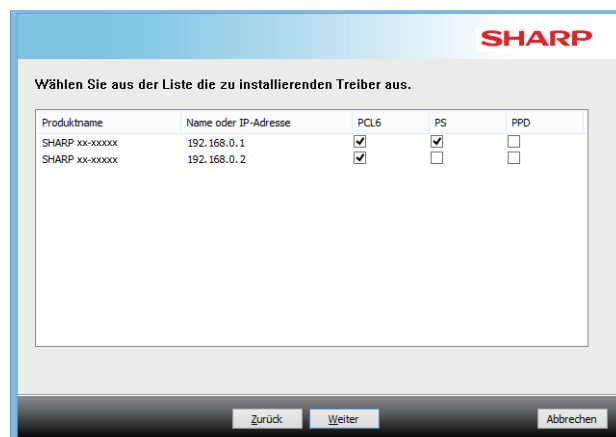 SHARP
Wählen Sie aus der Liste die zu installierenden Treiber aus.
Produktname Name oder IP-Adresse PCL6 PS PPD
SHARP xx-xxxxx 192.168.0.1
SHARP xx-xxxxx 192.168.0.2
Zurück Weiter Abbrechen